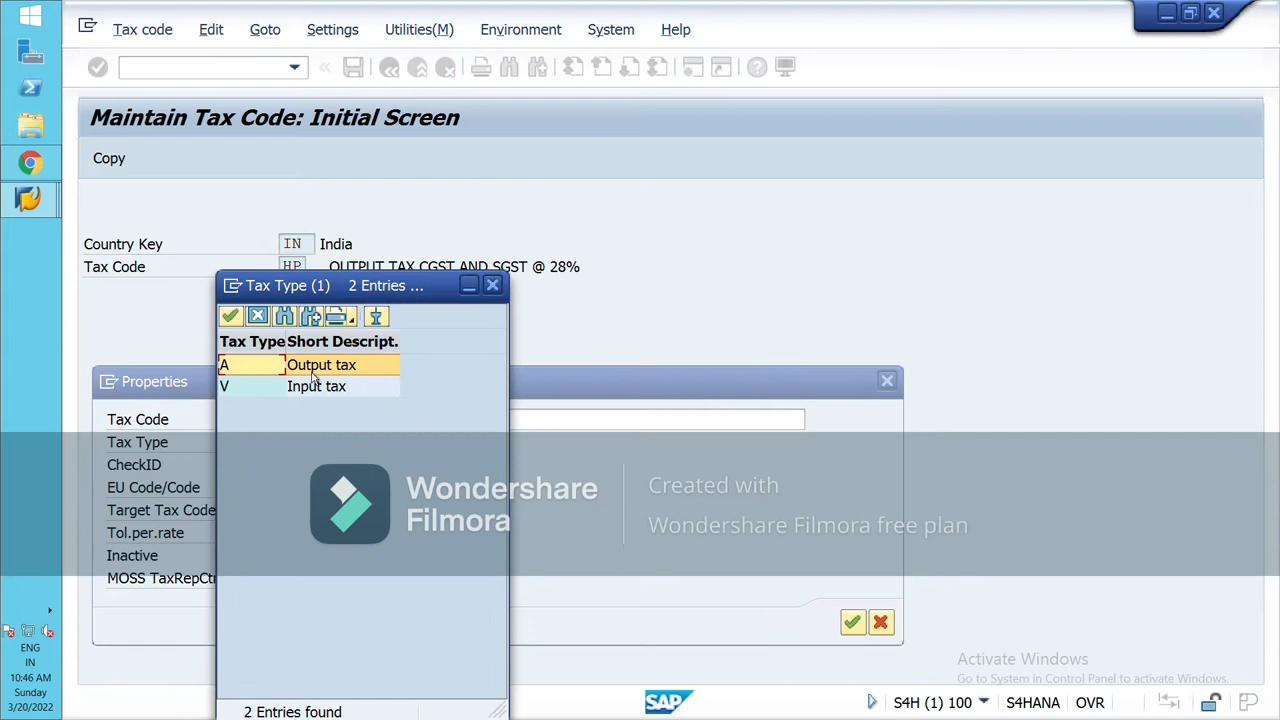 Tax code Edit Goto Settings Utilities(M) Environment System Help
Maintain Tax Code: Initial Screen
Copy
Country Key IN India
Tax Code HP OUTPUT TAX CGST AND SGST @ 28%
Tax Type (1) 2 Entries ...
Tax Type Short Descript.
A Output tax
V Input tax
Properties
Tax Code
Tax Type
CheckID
EU Code/Code
Target Tax Code
Tol.per.rate
Inactive
MOSS TaxRepCtr
Wondershare
Filmora
Created with
Wondershare Filmora free plan
2 Entries found
Activate Windows
Go to System in Control Panel to activate Windows.
SAP
S4H (1) 100 S4HANA OVR
ENG
IN
10:46 AM
Sunday
3/20/2022